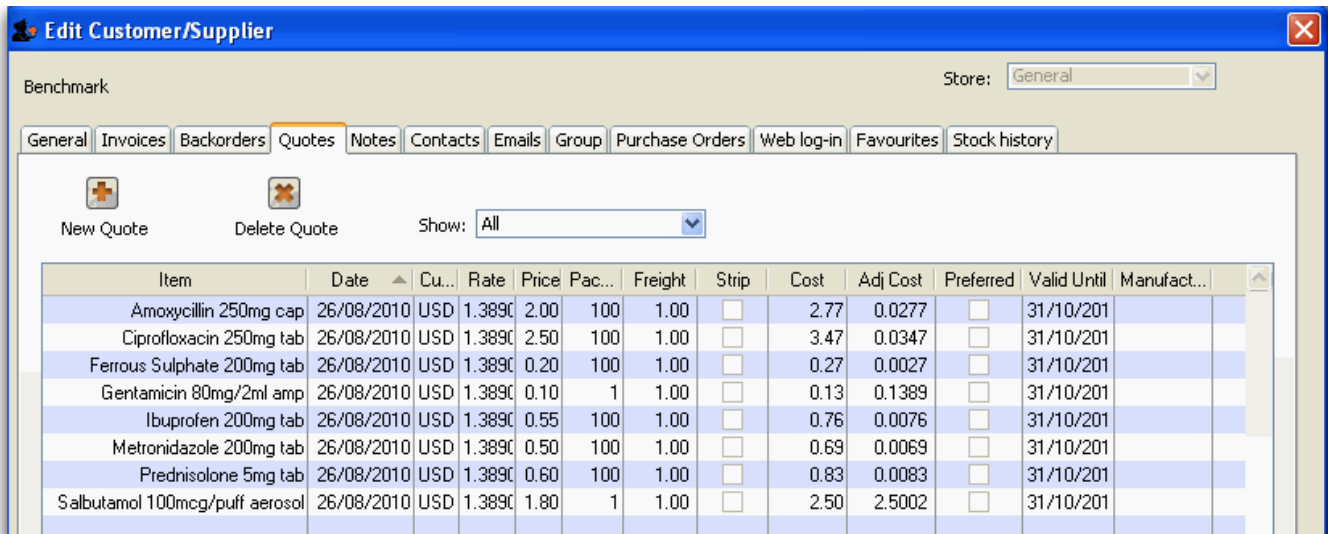 Edit Customer/Supplier
Benchmark Store: General
General Invoices Backorders Quotes Notes Contacts Emails Group Purchase Orders Web log-in Favourites Stock history
New Quote Delete Quote Show: All
Item Date Cu... Rate Price Pac... Freight Strip Cost Adj Cost Preferred Valid Until Manufact...
Amoxycillin 250mg cap 26/08/2010 USD 1.3890 2.00 100 1.00 2.77 0.0277 31/10/201
Ciprofloxacin 250mg tab 26/08/2010 USD 1.3890 2.50 100 1.00 3.47 0.0347 31/10/201
Ferrous Sulphate 200mg tab 26/08/2010 USD 1.3890 0.20 100 1.00 0.27 0.0027 31/10/201
Gentamicin 80mg/2ml amp 26/08/2010 USD 1.3890 0.10 1 1.00 0.13 0.1389 31/10/201
Ibuprofen 200mg tab 26/08/2010 USD 1.3890 0.55 100 1.00 0.76 0.0076 31/10/201
Metronidazole 200mg tab 26/08/2010 USD 1.3890 0.50 100 1.00 0.69 0.0069 31/10/201
Prednisolone 5mg tab 26/08/2010 USD 1.3890 0.60 100 1.00 0.83 0.0083 31/10/201
Salbutamol 100mcg/puff aerosol 26/08/2010 USD 1.3890 1.80 1 1.00 2.50 2.5002 31/10/201